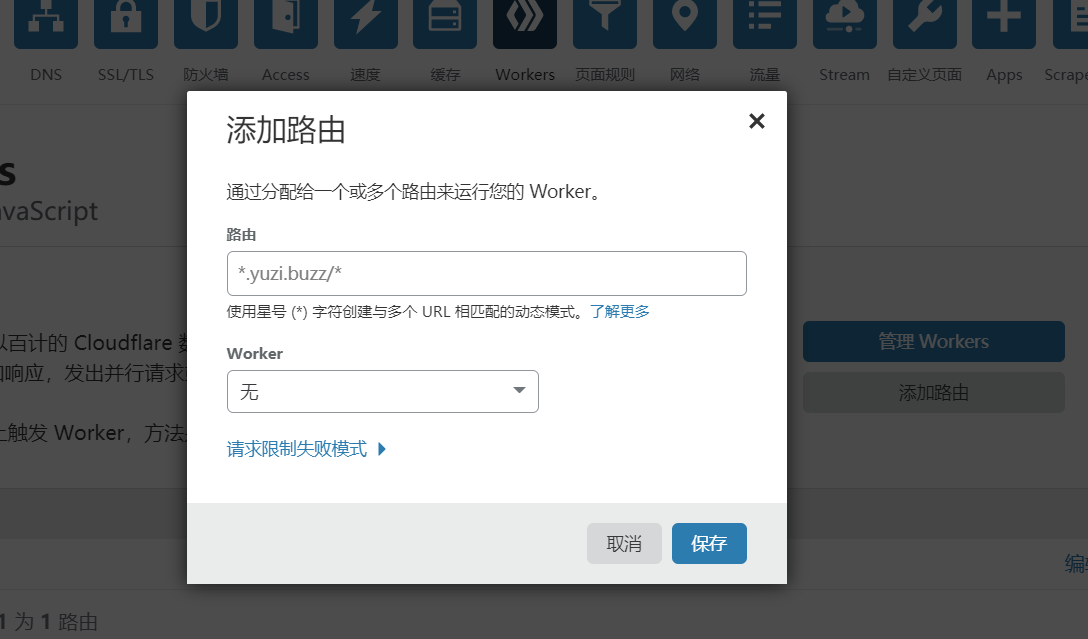 DNS SSL/TLS 防火墙 Access 速度 缓存 Workers 页面规则 网络 流量 Stream 自定义页面 Apps Scrape
添加路由 ×
s
通过分配给一个或多个路由来运行您的 Worker。
avaScript
路由
*.yuzi.buzz/*
使用星号 (*) 字符创建与多个 URL 相匹配的动态模式。了解更多
以百计的 Cloudflare 数
管理 Workers
Worker
和响应，发出并行请求
无
添加路由
上触发 Worker，方法
请求限制失败模式
取消 保存
编辑
1 为 1 路由